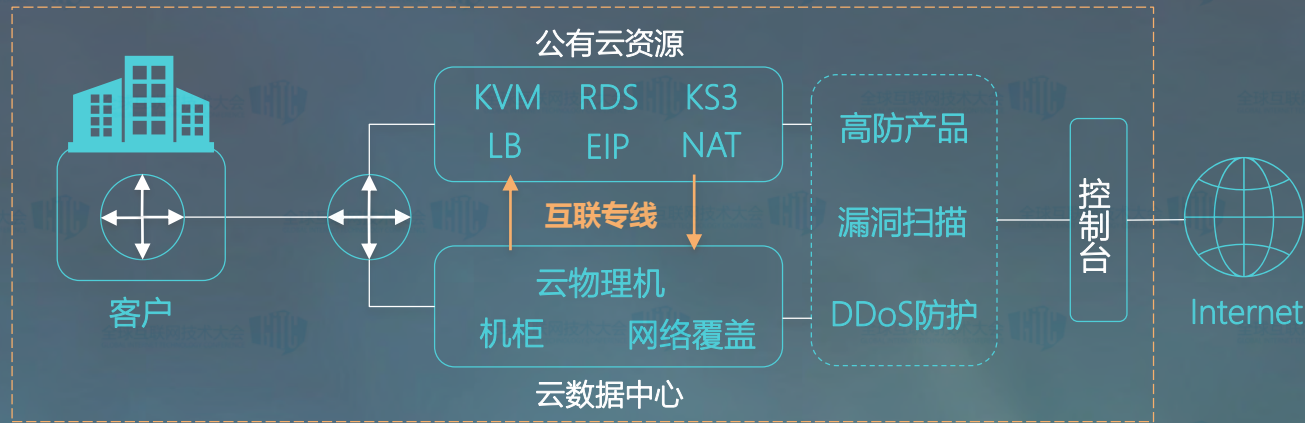 公有云资源
KVM RDS KS3
LB EIP NAT
互联专线
云物理机
机柜 网络覆盖
云数据中心
客户
高防产品
漏洞扫描
DDoS防护
控制台
Internet